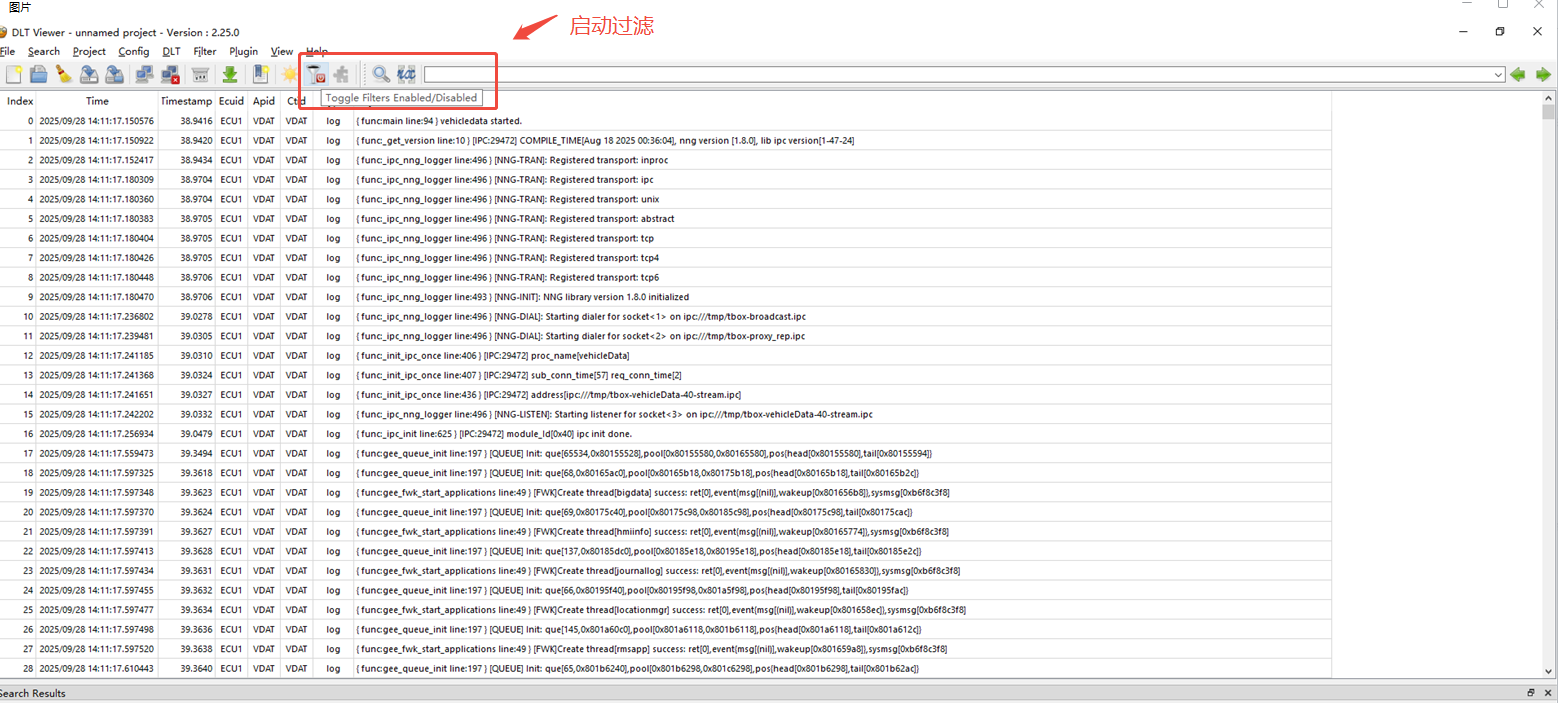 图片
启动过滤
DLT Viewer - unnamed project - Version : 2.25.0
File Search Project Config DLT Filter Plugin View Help
Toggle Filters Enabled/Disabled
Index Time Timestamp Ecuid Apid Ctid
0 2025/09/28 14:11:17.150576 38.9416 ECU1 VDAT VDAT log { func:main line:94 } vehicledata started.
1 2025/09/28 14:11:17.150922 38.9420 ECU1 VDAT VDAT log { func:_get_version line:10 } [IPC:29472] COMPILE_TIME[Aug 18 2025 00:36:04], nng version [1.8.0], lib ipc version[1-47-24]
2 2025/09/28 14:11:17.152417 38.9434 ECU1 VDAT VDAT log { func:_ipc_nng_logger line:496 } [NNG-TRAN]: Registered transport: inproc
3 2025/09/28 14:11:17.180309 38.9704 ECU1 VDAT VDAT log { func:_ipc_nng_logger line:496 } [NNG-TRAN]: Registered transport: ipc
4 2025/09/28 14:11:17.180360 38.9704 ECU1 VDAT VDAT log { func:_ipc_nng_logger line:496 } [NNG-TRAN]: Registered transport: unix
5 2025/09/28 14:11:17.180383 38.9705 ECU1 VDAT VDAT log { func:_ipc_nng_logger line:496 } [NNG-TRAN]: Registered transport: abstract
6 2025/09/28 14:11:17.180404 38.9705 ECU1 VDAT VDAT log { func:_ipc_nng_logger line:496 } [NNG-TRAN]: Registered transport: tcp
7 2025/09/28 14:11:17.180426 38.9705 ECU1 VDAT VDAT log { func:_ipc_nng_logger line:496 } [NNG-TRAN]: Registered transport: tcp4
8 2025/09/28 14:11:17.180448 38.9706 ECU1 VDAT VDAT log { func:_ipc_nng_logger line:496 } [NNG-TRAN]: Registered transport: tcp6
9 2025/09/28 14:11:17.180470 38.9706 ECU1 VDAT VDAT log { func:_ipc_nng_logger line:493 } [NNG-INIT]: NNG library version 1.8.0 initialized
10 2025/09/28 14:11:17.236802 39.0278 ECU1 VDAT VDAT log { func:_ipc_nng_logger line:496 } [NNG-DIAL]: Starting dialer for socket<1> on ipc:///tmp/tbox-broadcast.ipc
11 2025/09/28 14:11:17.239481 39.0305 ECU1 VDAT VDAT log { func:_ipc_nng_logger line:496 } [NNG-DIAL]: Starting dialer for socket<2> on ipc:///tmp/tbox-proxy_rep.ipc
12 2025/09/28 14:11:17.241185 39.0310 ECU1 VDAT VDAT log { func:_init_ipc_once line:406 } [IPC:29472] proc_name[vehicleData]
13 2025/09/28 14:11:17.241368 39.0324 ECU1 VDAT VDAT log { func:_init_ipc_once line:407 } [IPC:29472] sub_conn_time[57] req_conn_time[2]
14 2025/09/28 14:11:17.241651 39.0327 ECU1 VDAT VDAT log { func:_init_ipc_once line:436 } [IPC:29472] address[ipc:///tmp/tbox-vehicleData-40-stream.ipc]
15 2025/09/28 14:11:17.242202 39.0332 ECU1 VDAT VDAT log { func:_ipc_nng_logger line:496 } [NNG-LISTEN]: Starting listener for socket<3> on ipc:///tmp/tbox-vehicleData-40-stream.ipc
16 2025/09/28 14:11:17.256934 39.0479 ECU1 VDAT VDAT log { func:_ipc_init line:625 } [IPC:29472] module_Id[0x40] ipc init done.
17 2025/09/28 14:11:17.559473 39.3494 ECU1 VDAT VDAT log { func:gee_queue_init line:197 } [QUEUE] Init: que[65534,0x80155528],pool[0x80155580,0x80165580],pos{head[0x80155580],tail[0x80155594]}
18 2025/09/28 14:11:17.597325 39.3618 ECU1 VDAT VDAT log { func:gee_queue_init line:197 } [QUEUE] Init: que[68,0x80165ac0],pool[0x80165b18,0x80175b18],pos{head[0x80165b18],tail[0x80165b2c]}
19 2025/09/28 14:11:17.597348 39.3623 ECU1 VDAT VDAT log { func:gee_fwk_start_applications line:49 } [FWK]Create thread[bigdata] success: ret[0],event{msg[(nil)],wakeup[0x801656b8]},sysmsg[0xb6f8c3f8]
20 2025/09/28 14:11:17.597370 39.3624 ECU1 VDAT VDAT log { func:gee_queue_init line:197 } [QUEUE] Init: que[69,0x80175c40],pool[0x80175c98,0x80185c98],pos{head[0x80175c98],tail[0x80175cac]}
21 2025/09/28 14:11:17.597391 39.3627 ECU1 VDAT VDAT log { func:gee_fwk_start_applications line:49 } [FWK]Create thread[hmiinfo] success: ret[0],event{msg[(nil)],wakeup[0x80165774]},sysmsg[0xb6f8c3f8]
22 2025/09/28 14:11:17.597413 39.3628 ECU1 VDAT VDAT log { func:gee_queue_init line:197 } [QUEUE] Init: que[137,0x80185dc0],pool[0x80185e18,0x80195e18],pos{head[0x80185e18],tail[0x80185e2c]}
23 2025/09/28 14:11:17.597434 39.3631 ECU1 VDAT VDAT log { func:gee_fwk_start_applications line:49 } [FWK]Create thread[journallog] success: ret[0],event{msg[(nil)],wakeup[0x80165830]},sysmsg[0xb6f8c3f8]
24 2025/09/28 14:11:17.597455 39.3632 ECU1 VDAT VDAT log { func:gee_queue_init line:197 } [QUEUE] Init: que[66,0x80195f40],pool[0x80195f98,0x801a5f98],pos{head[0x80195f98],tail[0x80195fac]}
25 2025/09/28 14:11:17.597477 39.3634 ECU1 VDAT VDAT log { func:gee_fwk_start_applications line:49 } [FWK]Create thread[locationmgr] success: ret[0],event{msg[(nil)],wakeup[0x801658ec]},sysmsg[0xb6f8c3f8]
26 2025/09/28 14:11:17.597498 39.3636 ECU1 VDAT VDAT log { func:gee_queue_init line:197 } [QUEUE] Init: que[145,0x801a60c0],pool[0x801a6118,0x801b6118],pos{head[0x801a6118],tail[0x801a612c]}
27 2025/09/28 14:11:17.597520 39.3638 ECU1 VDAT VDAT log { func:gee_fwk_start_applications line:49 } [FWK]Create thread[rmsapp] success: ret[0],event{msg[(nil)],wakeup[0x801659a8]},sysmsg[0xb6f8c3f8]
28 2025/09/28 14:11:17.610443 39.3640 ECU1 VDAT VDAT log { func:gee_queue_init line:197 } [QUEUE] Init: que[65,0x801b6240],pool[0x801b6298,0x801c6298],pos{head[0x801b6298],tail[0x801b62ac]}
Search Results